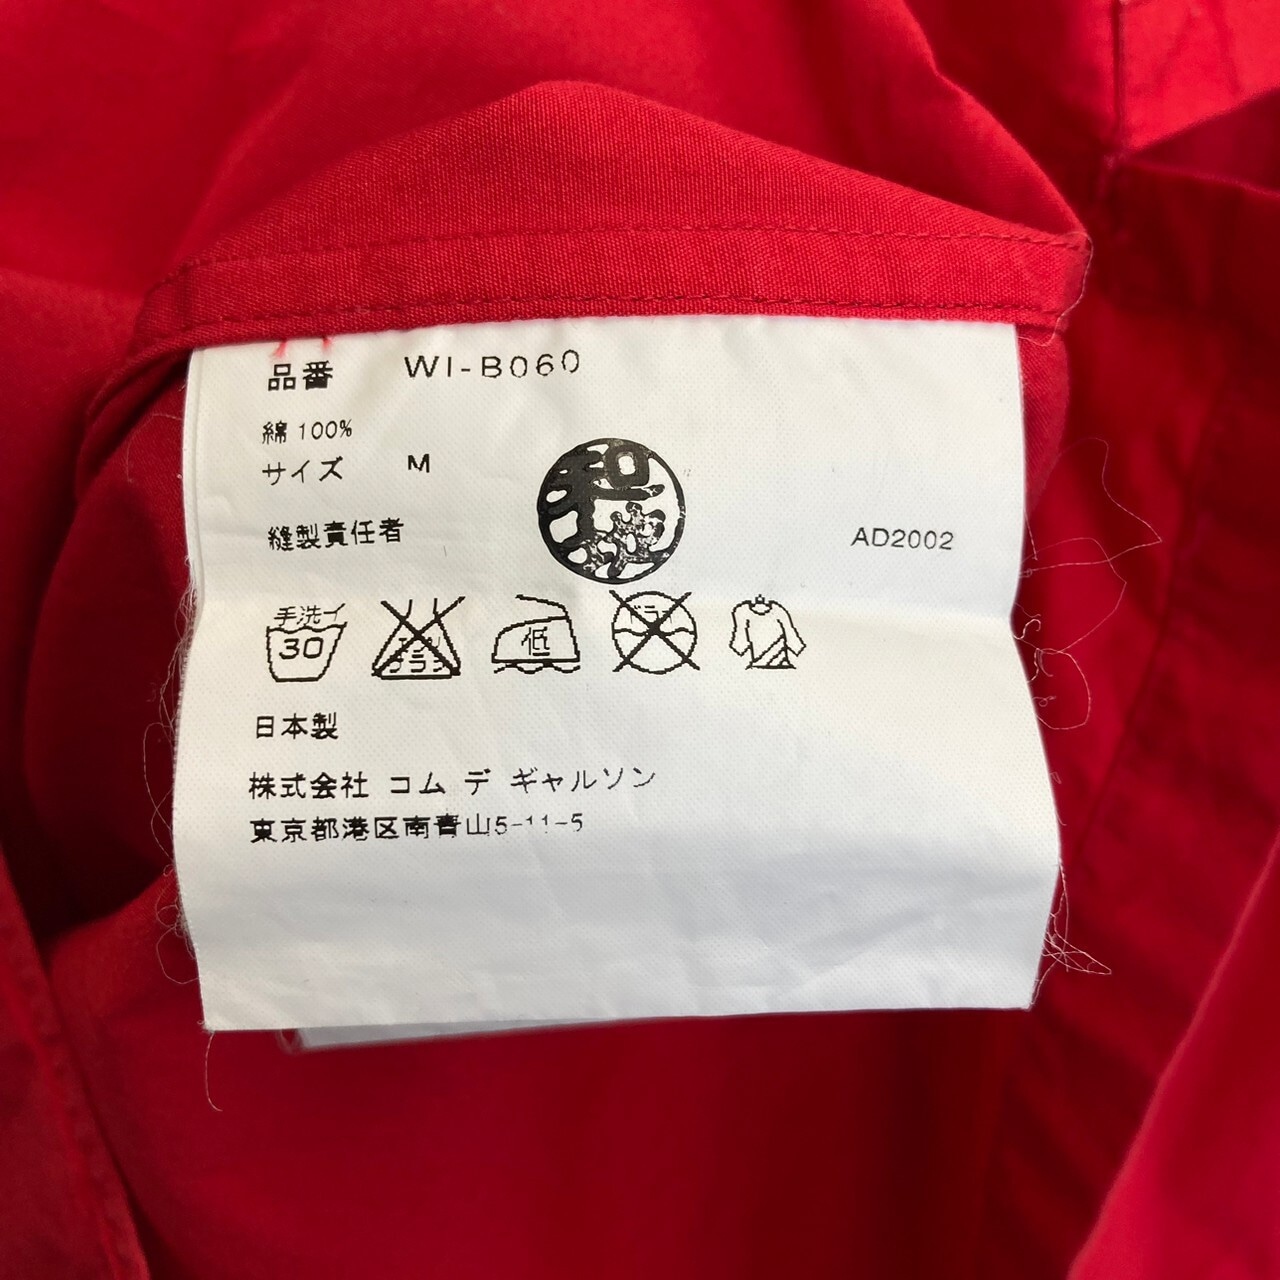 品番 WI-B060
綿 100%
サイズ M
縫製責任者
AD2002
手洗イ
30
低
日本製
株式会社 コム デ ギャルソン
東京都港区南青山5-11-5